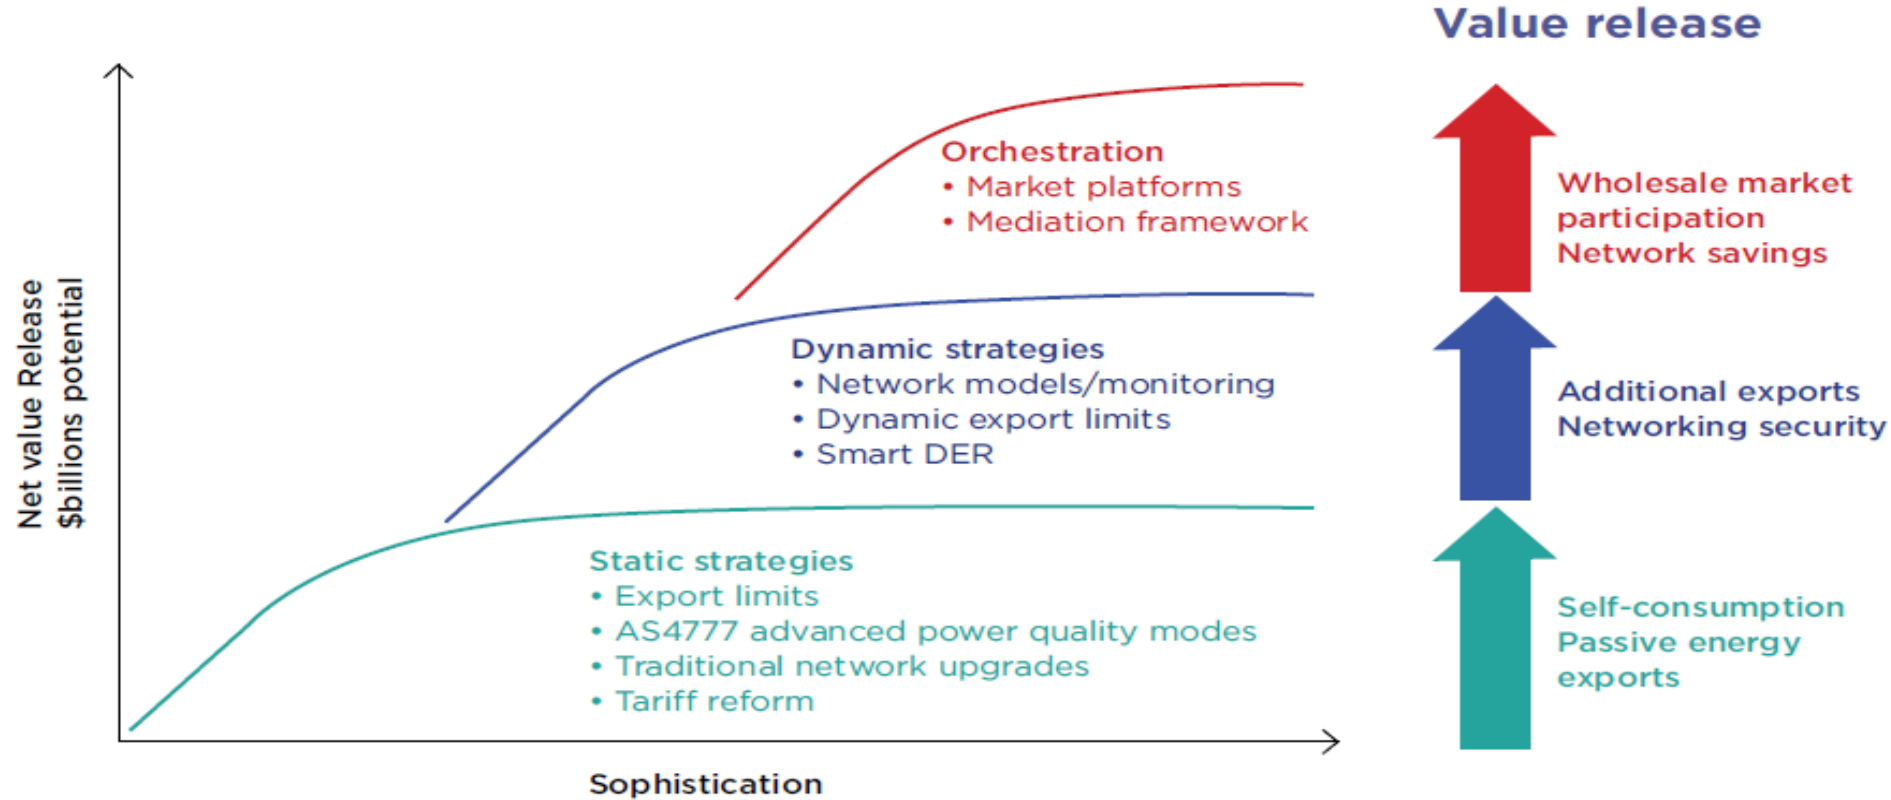 Value release
Net value Release
$billions potential
Orchestration
• Market platforms
• Mediation framework
Wholesale market
participation
Network savings
Dynamic strategies
• Network models/monitoring
• Dynamic export limits
• Smart DER
Additional exports
Networking security
Static strategies
• Export limits
• AS4777 advanced power quality modes
• Traditional network upgrades
• Tariff reform
Self-consumption
Passive energy
exports
Sophistication